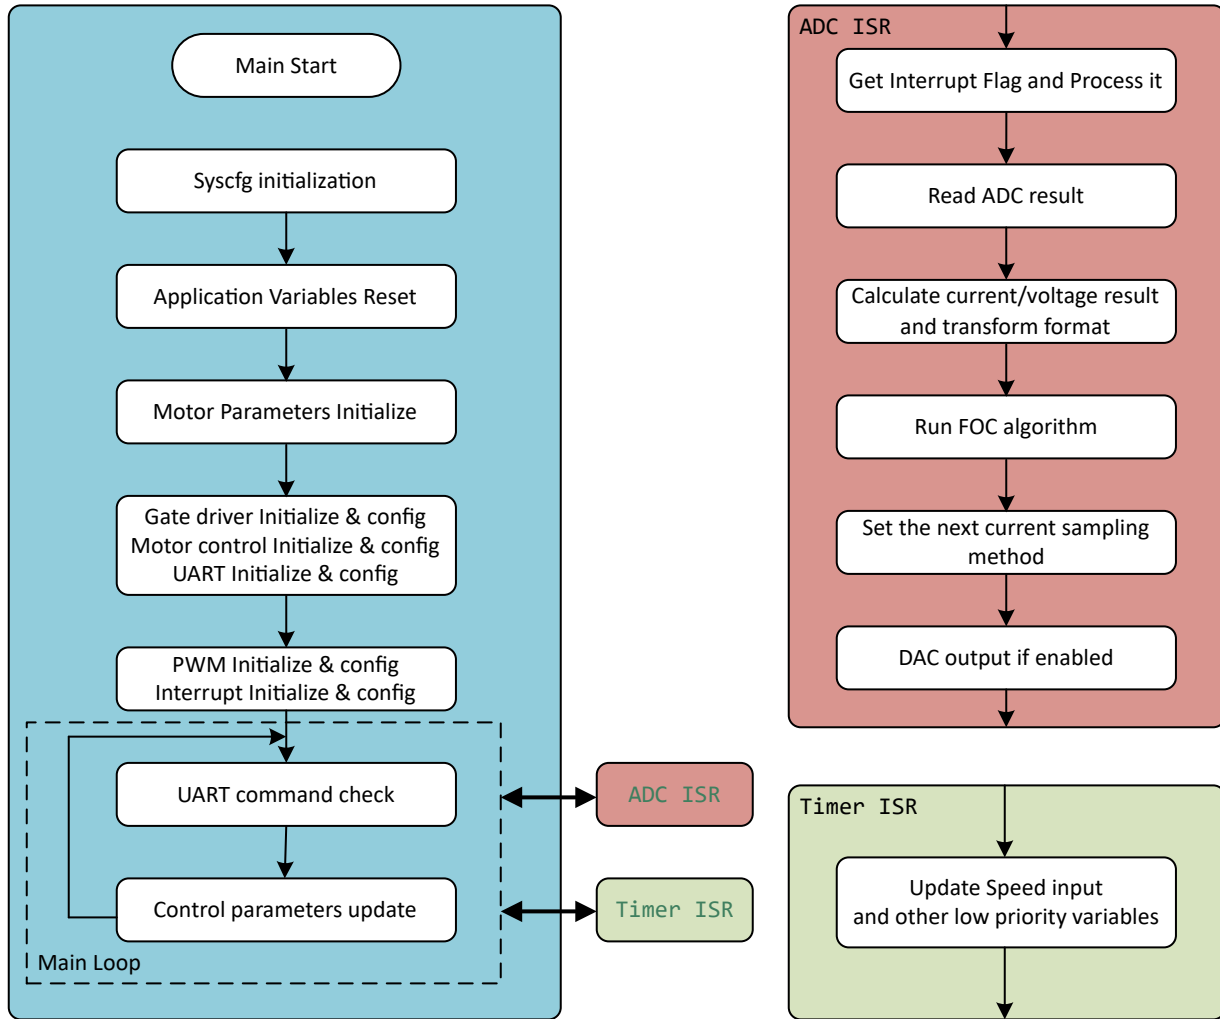 Main Start
Syscfg initialization
Application Variables Reset
Motor Parameters Initialize
Gate driver Initialize & config
Motor control Initialize & config
UART Initialize & config
PWM Initialize & config
Interrupt Initialize & config
UART command check
Control parameters update
Main Loop
ADC ISR
Timer ISR
ADC ISR
Get Interrupt Flag and Process it
Read ADC result
Calculate current/voltage result
and transform format
Run FOC algorithm
Set the next current sampling
method
DAC output if enabled
Timer ISR
Update Speed input
and other low priority variables